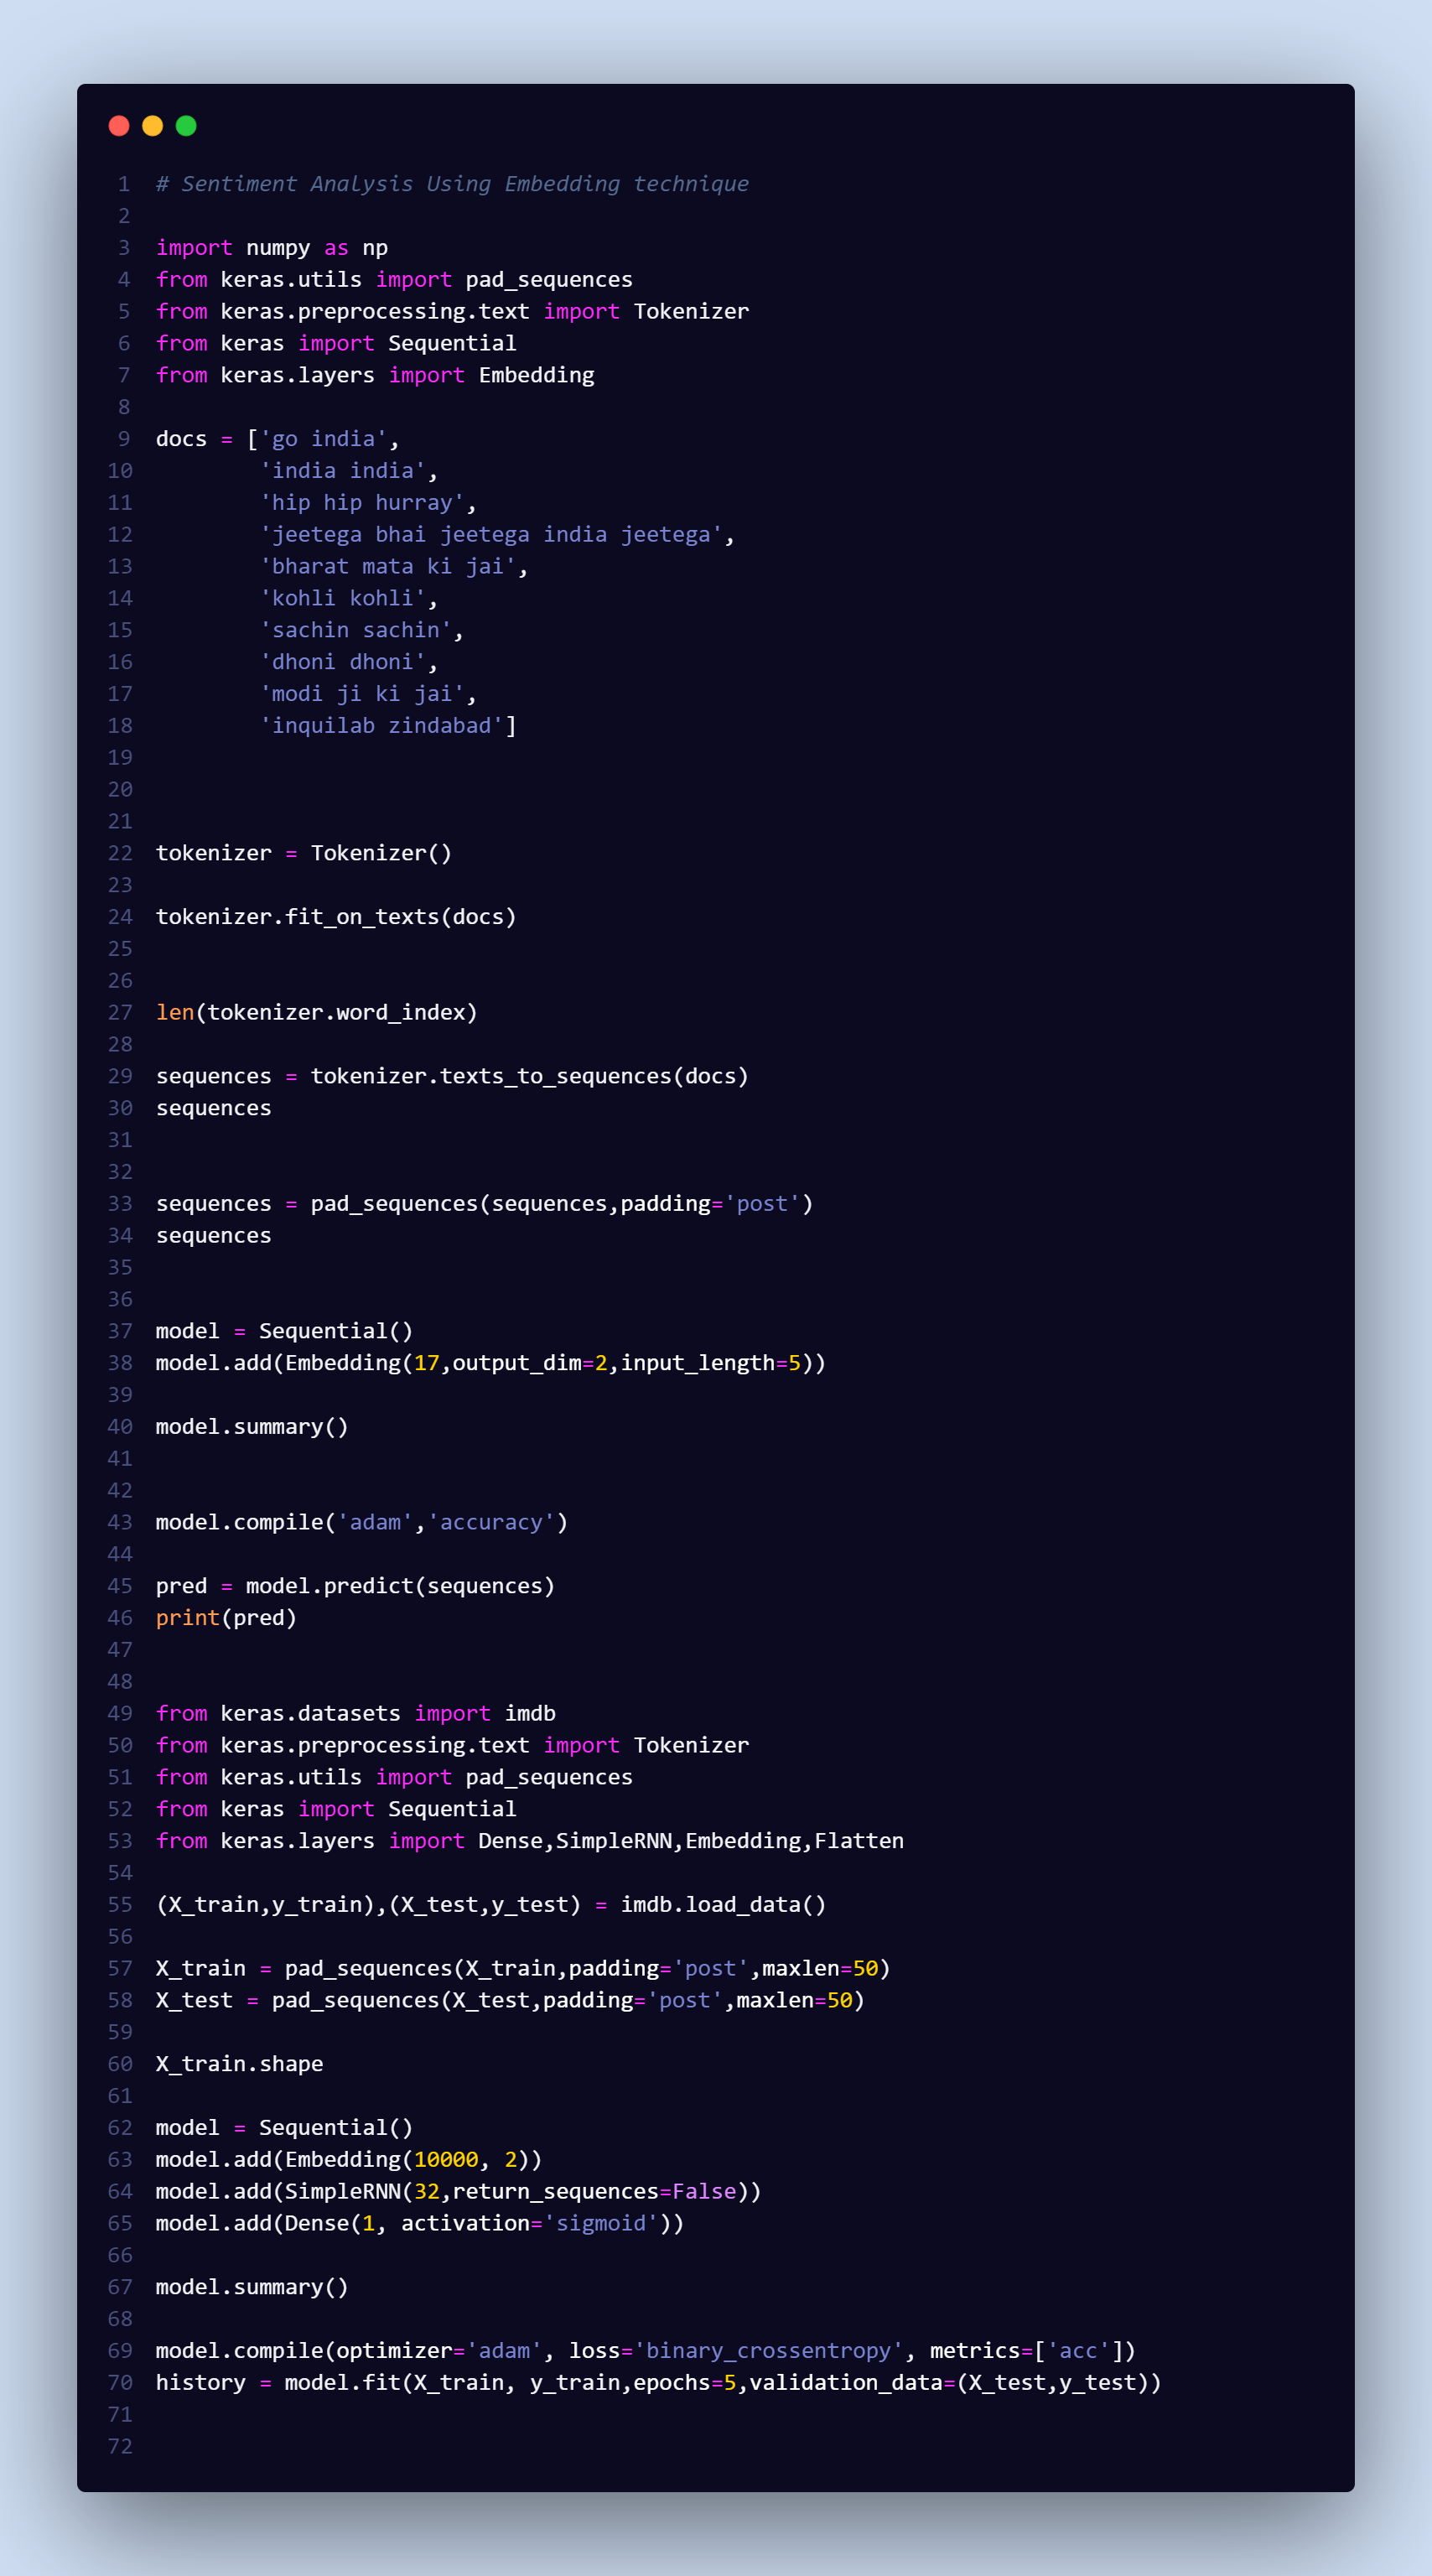 1 # Sentiment Analysis Using Embedding technique
2
3 import numpy as np
4 from keras.utils import pad_sequences
5 from keras.preprocessing.text import Tokenizer
6 from keras import Sequential
7 from keras.layers import Embedding
8
9 docs = ['go india',
10         'india india',
11         'hip hip hurray',
12         'jeetega bhai jeetega india jeetega',
13         'bharat mata ki jai',
14         'kohli kohli',
15         'sachin sachin',
16         'dhoni dhoni',
17         'modi ji ki jai',
18         'inquilab zindabad']
19
20
21
22 tokenizer = Tokenizer()
23
24 tokenizer.fit_on_texts(docs)
25
26
27 len(tokenizer.word_index)
28
29 sequences = tokenizer.texts_to_sequences(docs)
30 sequences
31
32
33 sequences = pad_sequences(sequences,padding='post')
34 sequences
35
36
37 model = Sequential()
38 model.add(Embedding(17,output_dim=2,input_length=5))
39
40 model.summary()
41
42
43 model.compile('adam','accuracy')
44
45 pred = model.predict(sequences)
46 print(pred)
47
48
49 from keras.datasets import imdb
50 from keras.preprocessing.text import Tokenizer
51 from keras.utils import pad_sequences
52 from keras import Sequential
53 from keras.layers import Dense,SimpleRNN,Embedding,Flatten
54
55 (X_train,y_train),(X_test,y_test) = imdb.load_data()
56
57 X_train = pad_sequences(X_train,padding='post',maxlen=50)
58 X_test = pad_sequences(X_test,padding='post',maxlen=50)
59
60 X_train.shape
61
62 model = Sequential()
63 model.add(Embedding(10000, 2))
64 model.add(SimpleRNN(32,return_sequences=False))
65 model.add(Dense(1, activation='sigmoid'))
66
67 model.summary()
68
69 model.compile(optimizer='adam', loss='binary_crossentropy', metrics=['acc'])
70 history = model.fit(X_train, y_train,epochs=5,validation_data=(X_test,y_test))
71
72